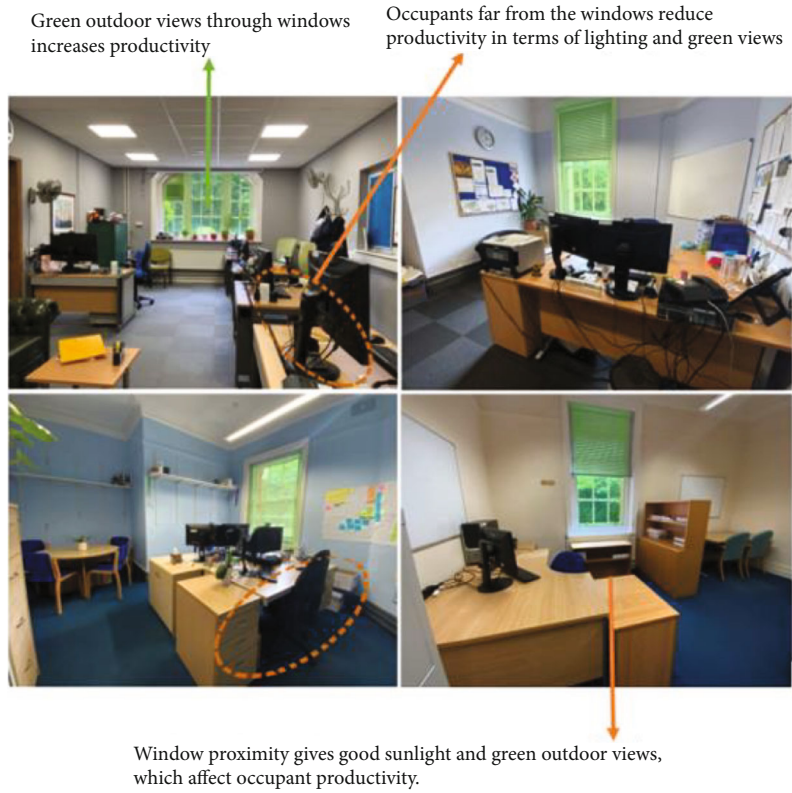 Green outdoor views through windows
increases productivity
Occupants far from the windows reduce
productivity in terms of lighting and green views
Window proximity gives good sunlight and green outdoor views,
which affect occupant productivity.